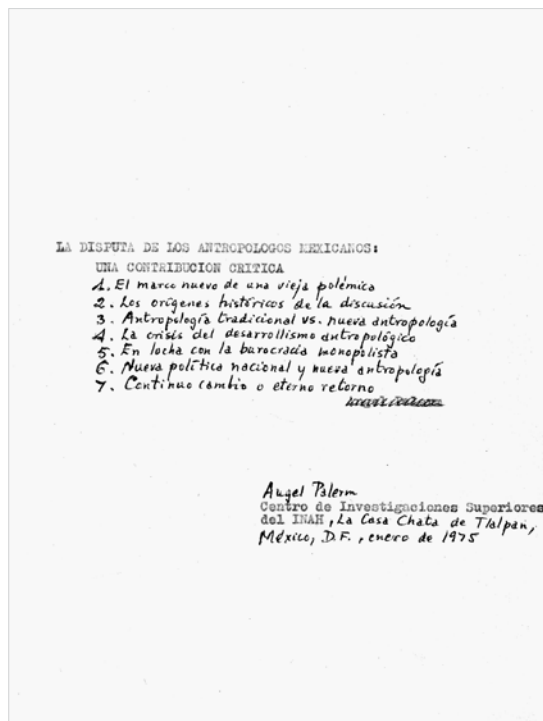 LA DISPUTA DE LOS ANTROPOLOGOS MEXICANOS:
UNA CONTRIBUCION CRITICA
1. El marco nuevo de una vieja polémica
2. Los orígenes históricos de la discusión
3. Antropología tradicional vs. nueva antropología
4. La crisis del desarrollismo antropológico
5. En lucha con la burocracia monopolista
6. Nueva política nacional y nueva antropología
7. Continuo cambio o eterno retorno
Angel Palerm
Centro de Investigaciones Superiores
del INAH, La Casa Chata de Tlalpan,
México, D.F., enero de 1975